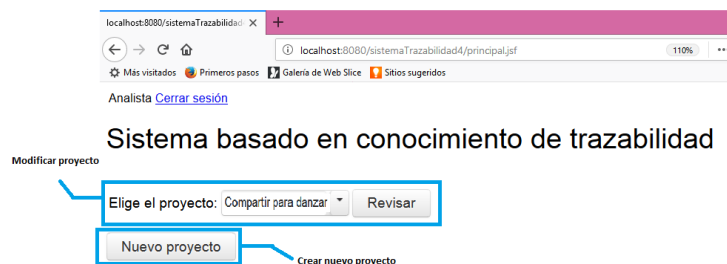 localhost:8080/sistemaTrazabilidad
localhost:8080/sistemaTrazabilidad4/principal.jsf 110%
Más visitados Primeros pasos Galería de Web Slice Sitios sugeridos
Analista Cerrar sesión
Sistema basado en conocimiento de trazabilidad
Modificar proyecto
Elige el proyecto: Compartir para danzar Revisar
Nuevo proyecto
Crear nuevo proyecto